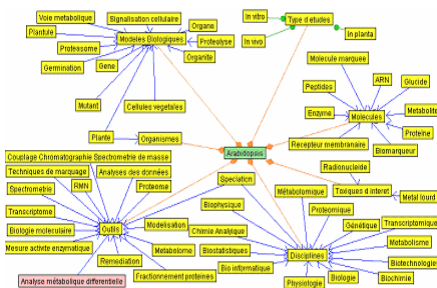 Voie metabolique
Signalisation cellulaire
Organe
Plantule
Modeles Biologiques
Proteolyse
Proteasome
Organite
Germination
Gene
Mutant
Cellules vegetales
Plante
Organismes
In vitro
Type d etudes
In vivo
In planta
Molecule marquee
ARN
Glucide
Peptides
Metabolite
Enzyme
Molecules
Proteine
Recepteur membranaire
Biomarqueur
Arabidopsis
Radionucleide
Toxiques d interet
Metal lourd
Couplage Chromatographie Spectrometrie de masse
Techniques de marquage
Analyses des données
Spectrometrie
RMN
Proteome
Transcriptome
Outils
Modelisation
Biologie moleculaire
Mesure activite enzymatique
Metabolome
Remediation
Fractionnement proteines
Analyse métabolique differentielle
Speciation
Métabolomique
Biophysique
Proteomique
Chimie Analyique
Génétique
Transcriptomique
Biostatistiques
Disciplines
Metabolisme
Bio informatique
Biotechnologies
Physiologie
Biologie
Biochimie